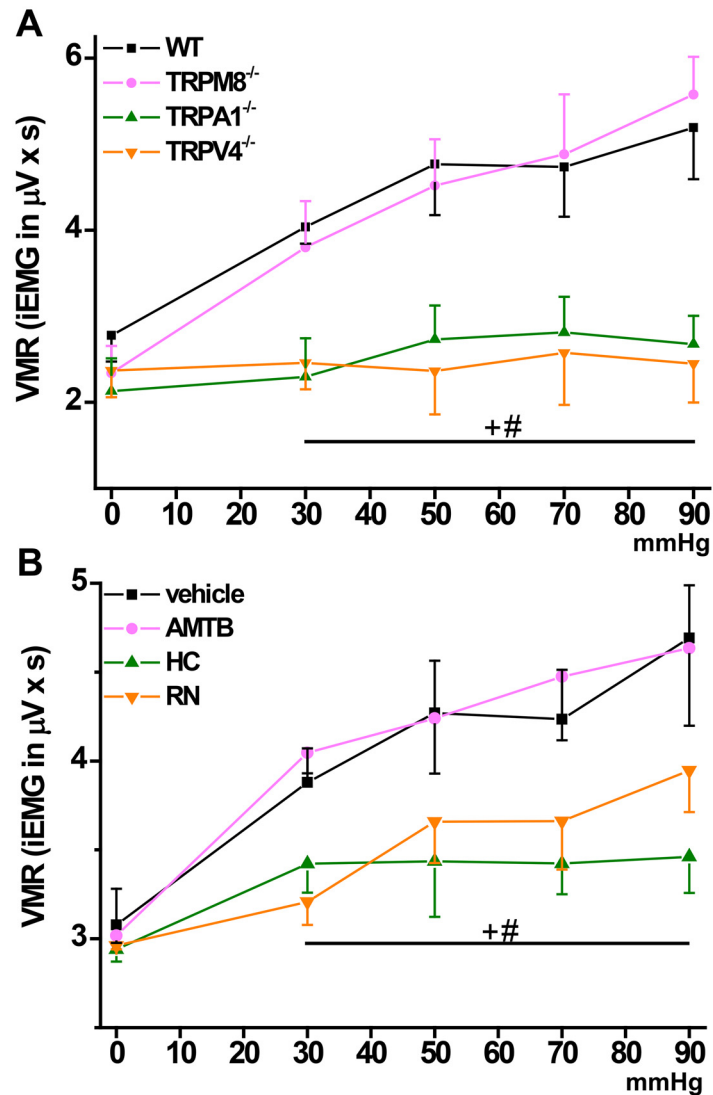 A
WT
TRPM8-/-
TRPA1-/-
TRPV4-/-
VMR (iEMG in µV x s)
6
4
2
+#
0 10 20 30 40 50 60 70 80 90
mmHg
B
vehicle
AMTB
HC
RN
VMR (iEMG in µV x s)
5
4
3
+#
0 10 20 30 40 50 60 70 80 90
mmHg